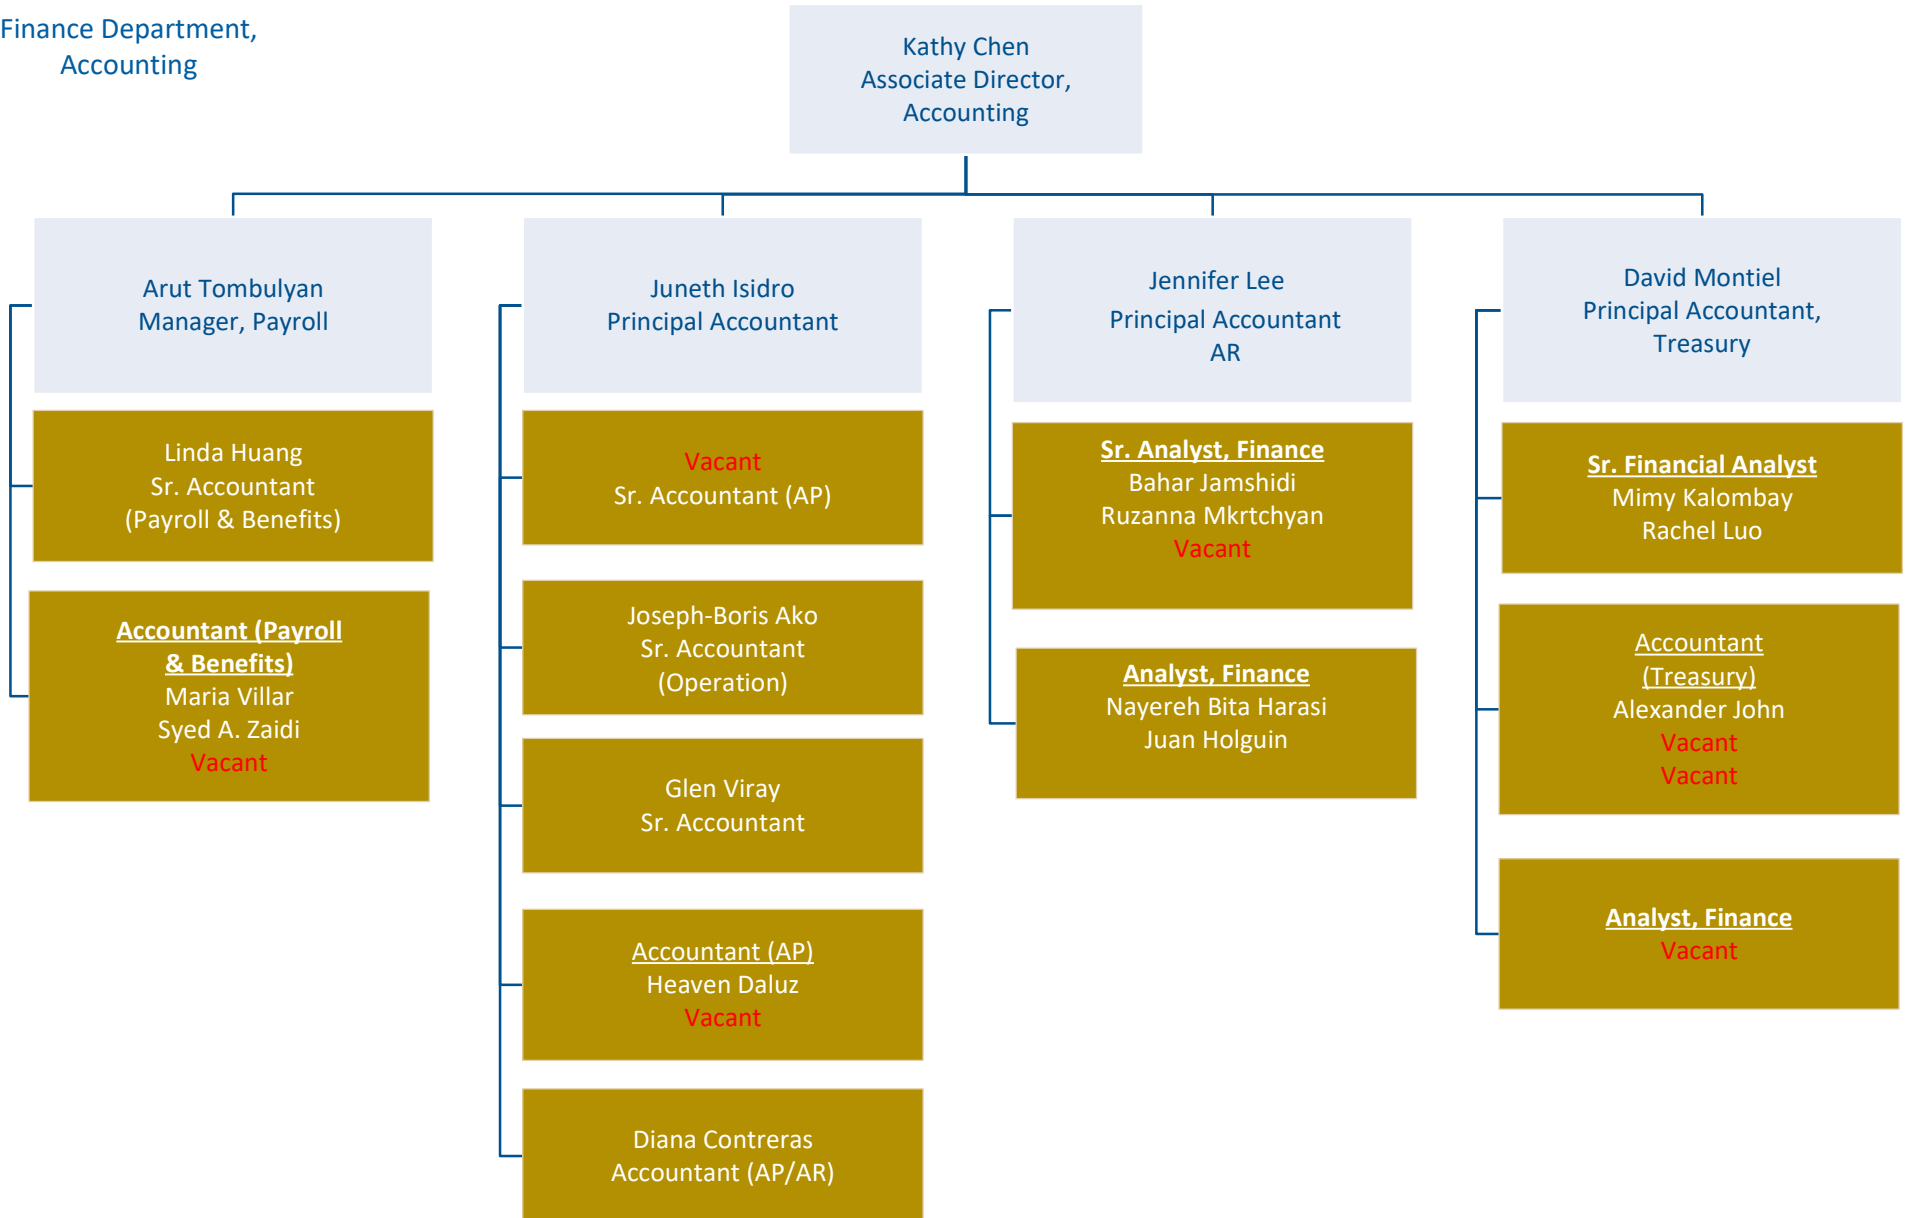 Finance Department,
Accounting
Kathy Chen
Associate Director,
Accounting
Arut Tombulyan
Manager, Payroll
Linda Huang
Sr. Accountant
(Payroll & Benefits)
Accountant (Payroll
& Benefits)
Maria Villar
Syed A. Zaidi
Vacant
Juneth Isidro
Principal Accountant
Vacant
Sr. Accountant (AP)
Joseph-Boris Ako
Sr. Accountant
(Operation)
Glen Viray
Sr. Accountant
Accountant (AP)
Heaven Daluz
Vacant
Diana Contreras
Accountant (AP/AR)
Jennifer Lee
Principal Accountant
AR
Sr. Analyst, Finance
Bahar Jamshidi
Ruzanna Mkrtchyan
Vacant
Analyst, Finance
Nayereh Bita Harasi
Juan Holguin
David Montiel
Principal Accountant,
Treasury
Sr. Financial Analyst
Mimy Kalombay
Rachel Luo
Accountant
(Treasury)
Alexander John
Vacant
Vacant
Analyst, Finance
Vacant